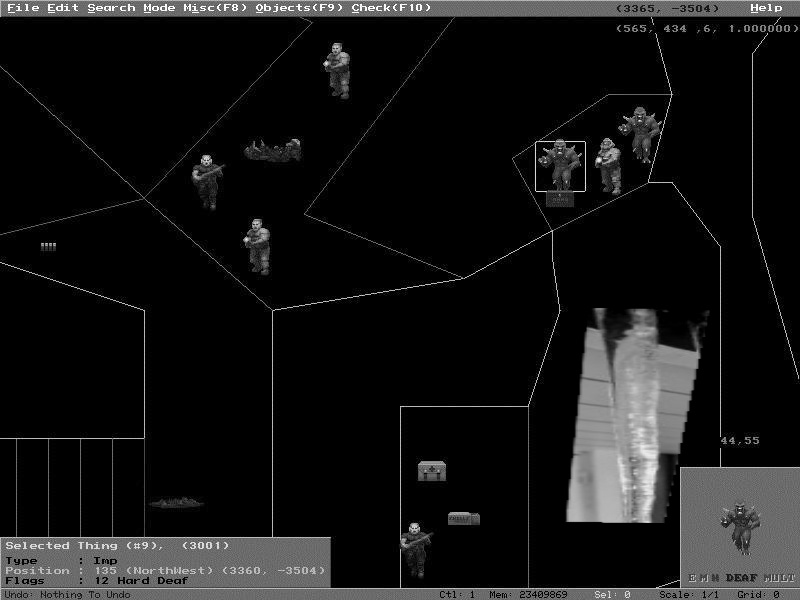 File Edit Search Mode Misc(F8) Objects(F9) Check(F10) (3365, -3504) Help
(565, 434 ,6, 1.000000)
44,55
Selected Thing (#9), (3001)
Type : Imp
Position : 135 (NorthWest) (3360, -3504)
Flags : 12 Hard Deaf
E M H DEAF MULT
Undo: Nothing To Undo Ctl: 1 Mem: 23409869 Sel: 0 Scale: 1/1 Grid: 0